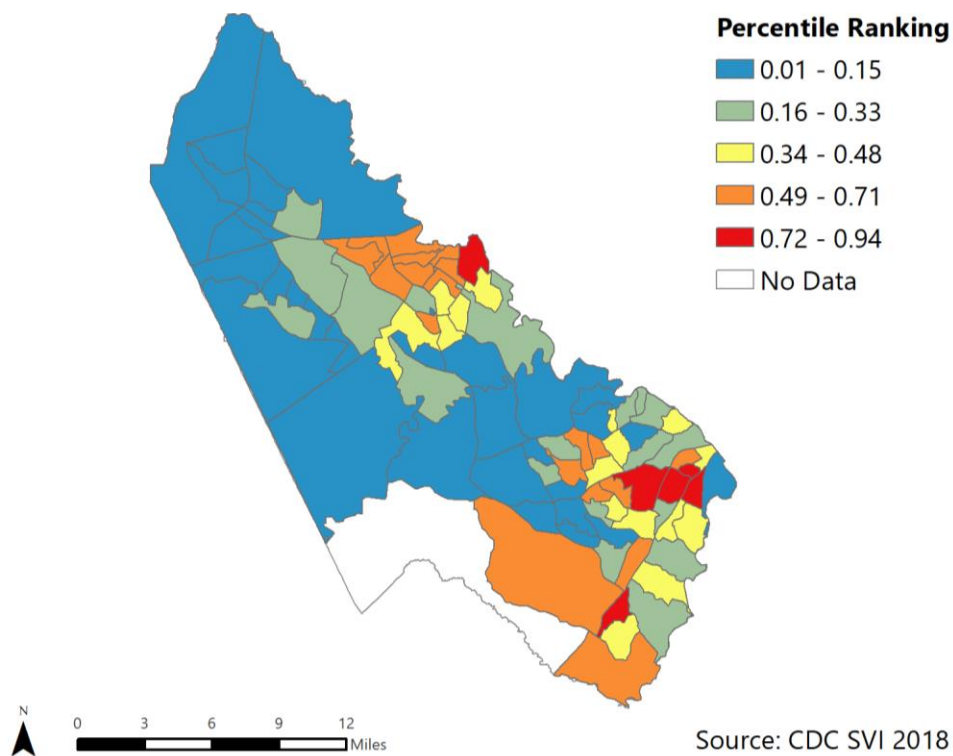 Percentile Ranking
0.01 - 0.15
0.16 - 0.33
0.34 - 0.48
0.49 - 0.71
0.72 - 0.94
No Data
N
0 3 6 9 12
Miles
Source: CDC SVI 2018